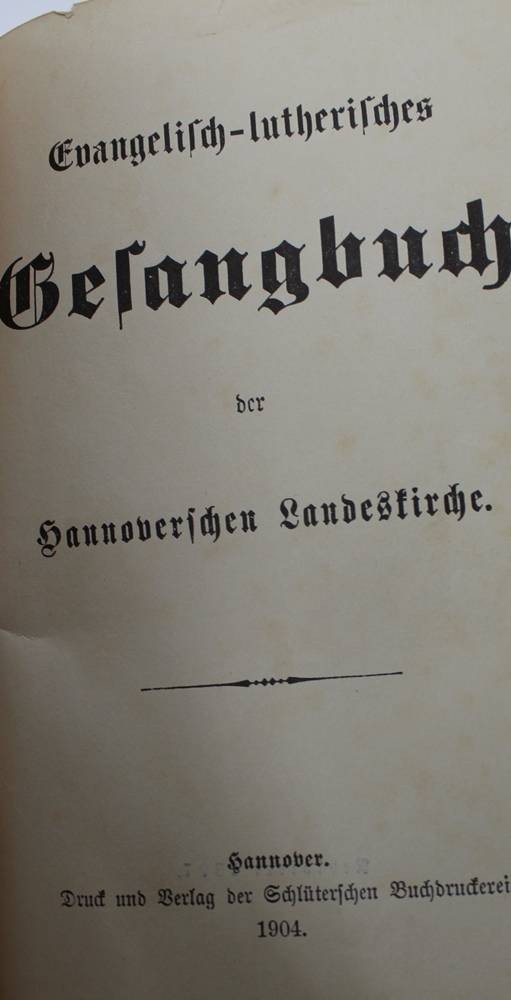 Evangeliſch-lutheriſches
Geſangbuch
der
Hannoverſchen Landeskirche.
Hannover.
Druck und Verlag der Schlüterſchen Buchdruckerei
1904.